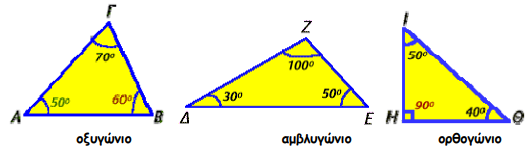 Γ
70°
50°
60°
Α
Β
οξυγώνιο
Ζ
100°
30°
50°
Δ
Ε
αμβλυγώνιο
Ι
50°
90°
40°
Η
Θ
ορθογώνιο